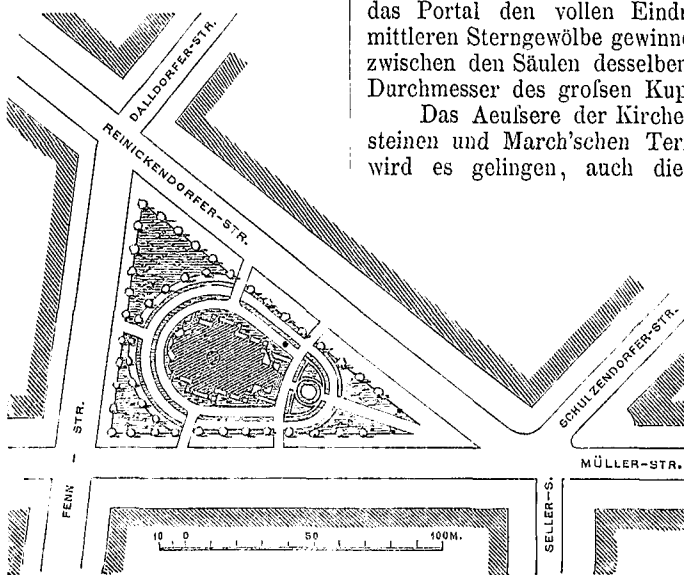 das Portal den vollen Eindr
mittleren Sterngewölbe gewinne
zwischen den Säulen desselben
Durchmesser des groſsen Kup
Das Aeuſsere der Kirche
steinen und March'schen Ter
wird es gelingen, auch die
DALLDORFER-STR.
REINICKENDORFER-STR.
SCHULZENDORFER-STR.
MÜLLER-STR.
SELLER-S.
FENN - STR.
10 0 50 100M.